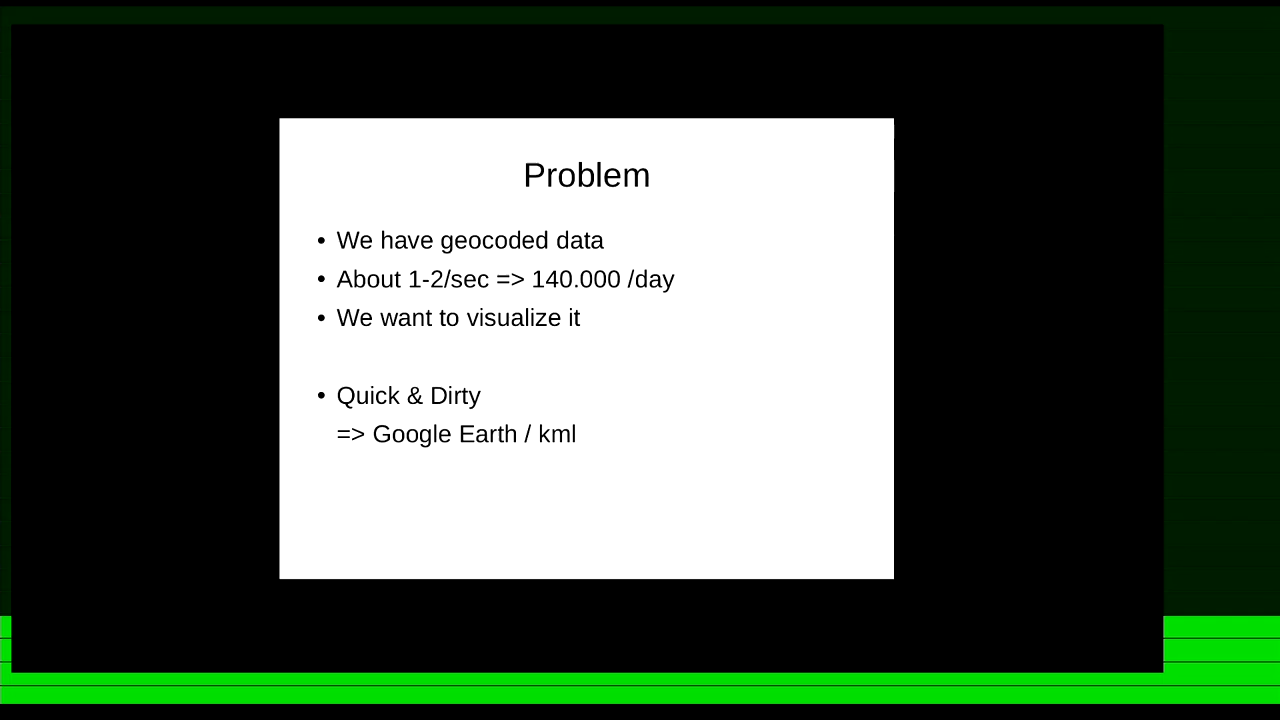 Problem
• We have geocoded data
• About 1-2/sec => 140.000 /day
• We want to visualize it
• Quick & Dirty
=> Google Earth / kml